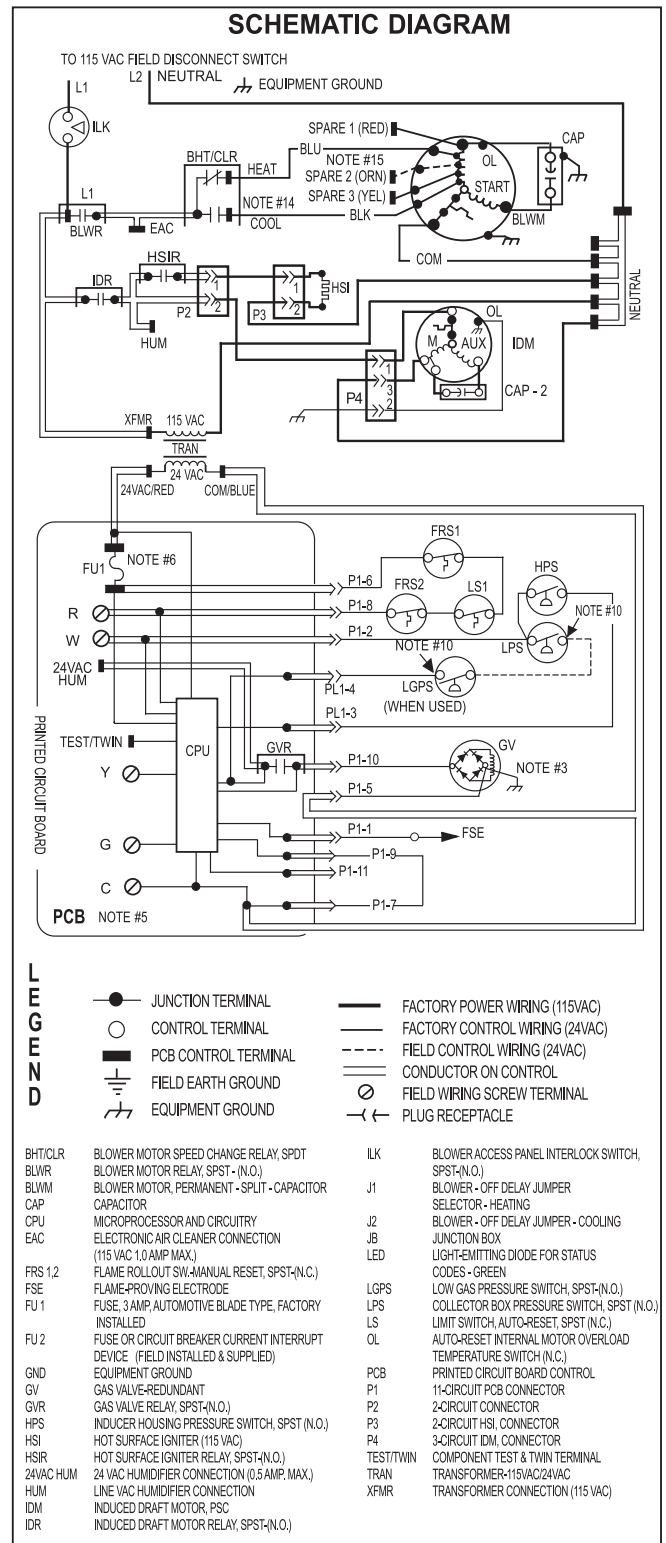 SCHEMATIC DIAGRAM
TO 115 VAC FIELD DISCONNECT SWITCH
L2 NEUTRAL
EQUIPMENT GROUND
L1
ILK
SPARE 1 (RED)
BLU
NOTE #15
SPARE 2 (ORN)
SPARE 3 (YEL)
BLK
OL
START
CAP
BLWM
BHT/CLR
HEAT
NOTE #14
COOL
L1
BLWR
EAC
COM
NEUTRAL
HSIR
IDR
1
2
P2
1
2
P3
HSI
HUM
OL
M
AUX
IDM
1
3
2
P4
CAP - 2
XFMR
115 VAC
TRAN
24 VAC
24VAC/RED
COM/BLUE
FU1
NOTE #6
R
W
24VAC
HUM
TEST/TWIN
CPU
Y
G
C
PCB
NOTE #5
PRINTED CIRCUIT BOARD
GVR
P1-6
P1-8
P1-2
PL1-4
PL1-3
P1-10
P1-5
P1-1
P1-9
P1-11
P1-7
FRS1
FRS2
LS1
HPS
NOTE #10
LPS
NOTE #10
LGPS
(WHEN USED)
GV
NOTE #3
FSE
LEGEND
JUNCTION TERMINAL
CONTROL TERMINAL
PCB CONTROL TERMINAL
FIELD EARTH GROUND
EQUIPMENT GROUND
FACTORY POWER WIRING (115VAC)
FACTORY CONTROL WIRING (24VAC)
FIELD CONTROL WIRING (24VAC)
CONDUCTOR ON CONTROL
FIELD WIRING SCREW TERMINAL
PLUG RECEPTACLE
BHT/CLR BLOWER MOTOR SPEED CHANGE RELAY, SPDT
BLWR BLOWER MOTOR RELAY, SPST - (N.O.)
BLWM BLOWER MOTOR, PERMANENT - SPLIT - CAPACITOR
CAP CAPACITOR
CPU MICROPROCESSOR AND CIRCUITRY
EAC ELECTRONIC AIR CLEANER CONNECTION
(115 VAC 1,0 AMP MAX.)
FRS 1,2 FLAME ROLLOUT SW.-MANUAL RESET, SPST-(N.C.)
FSE FLAME-PROVING ELECTRODE
FU 1 FUSE, 3 AMP, AUTOMOTIVE BLADE TYPE, FACTORY
INSTALLED
FU 2 FUSE OR CIRCUIT BREAKER CURRENT INTERRUPT
DEVICE (FIELD INSTALLED & SUPPLIED)
GND EQUIPMENT GROUND
GV GAS VALVE-REDUNDANT
GVR GAS VALVE RELAY, SPST-(N.O.)
HPS INDUCER HOUSING PRESSURE SWITCH, SPST (N.O.)
HSI HOT SURFACE IGNITER (115 VAC)
HSIR HOT SURFACE IGNITER RELAY, SPST-(N.O.)
24VAC HUM 24 VAC HUMIDIFIER CONNECTION (0,5 AMP. MAX.)
HUM LINE VAC HUMIDIFIER CONNECTION
IDM INDUCED DRAFT MOTOR, PSC
IDR INDUCED DRAFT MOTOR RELAY, SPST-(N.O.)
ILK BLOWER ACCESS PANEL INTERLOCK SWITCH,
SPST-(N.O.)
J1 BLOWER - OFF DELAY JUMPER
SELECTOR - HEATING
J2 BLOWER - OFF DELAY JUMPER - COOLING
JB JUNCTION BOX
LED LIGHT-EMITTING DIODE FOR STATUS
CODES - GREEN
LGPS LOW GAS PRESSURE SWITCH, SPST-(N.O.)
LPS COLLECTOR BOX PRESSURE SWITCH, SPST (N.O.)
LS LIMIT SWITCH, AUTO-RESET, SPST (N.C.)
OL AUTO-RESET INTERNAL MOTOR OVERLOAD
TEMPERATURE SWITCH (N.C.)
PCB PRINTED CIRCUIT BOARD CONTROL
P1 11-CIRCUIT PCB CONNECTOR
P2 2-CIRCUIT CONNECTOR
P3 2-CIRCUIT HSI, CONNECTOR
P4 3-CIRCUIT IDM, CONNECTOR
TEST/TWIN COMPONENT TEST & TWIN TERMINAL
TRAN TRANSFORMER-115VAC/24VAC
XFMR TRANSFORMER CONNECTION (115 VAC)